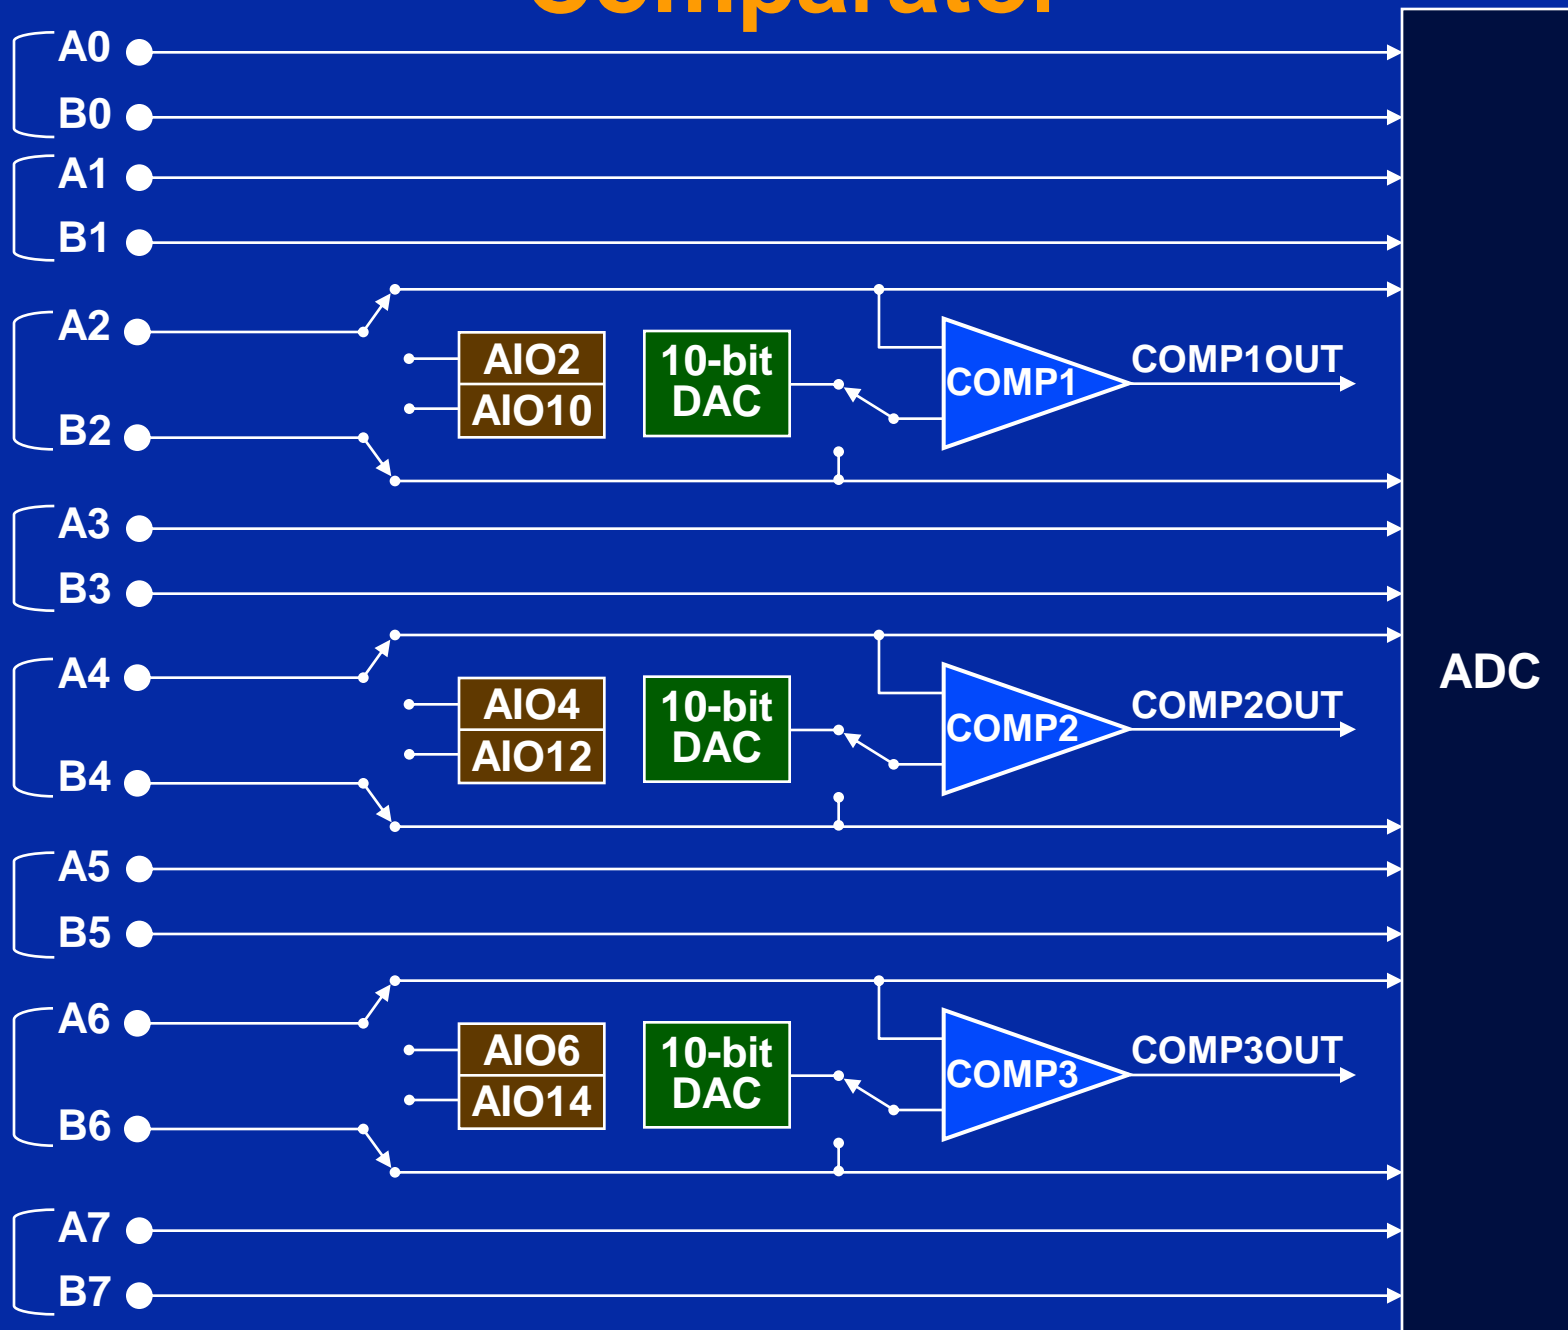 Comparator
A0
B0
A1
B1
A2
AIO2
AIO10
10-bit
DAC
COMP1
COMP1OUT
B2
A3
B3
A4
AIO4
AIO12
10-bit
DAC
COMP2
COMP2OUT
B4
ADC
A5
B5
A6
AIO6
AIO14
10-bit
DAC
COMP3
COMP3OUT
B6
A7
B7